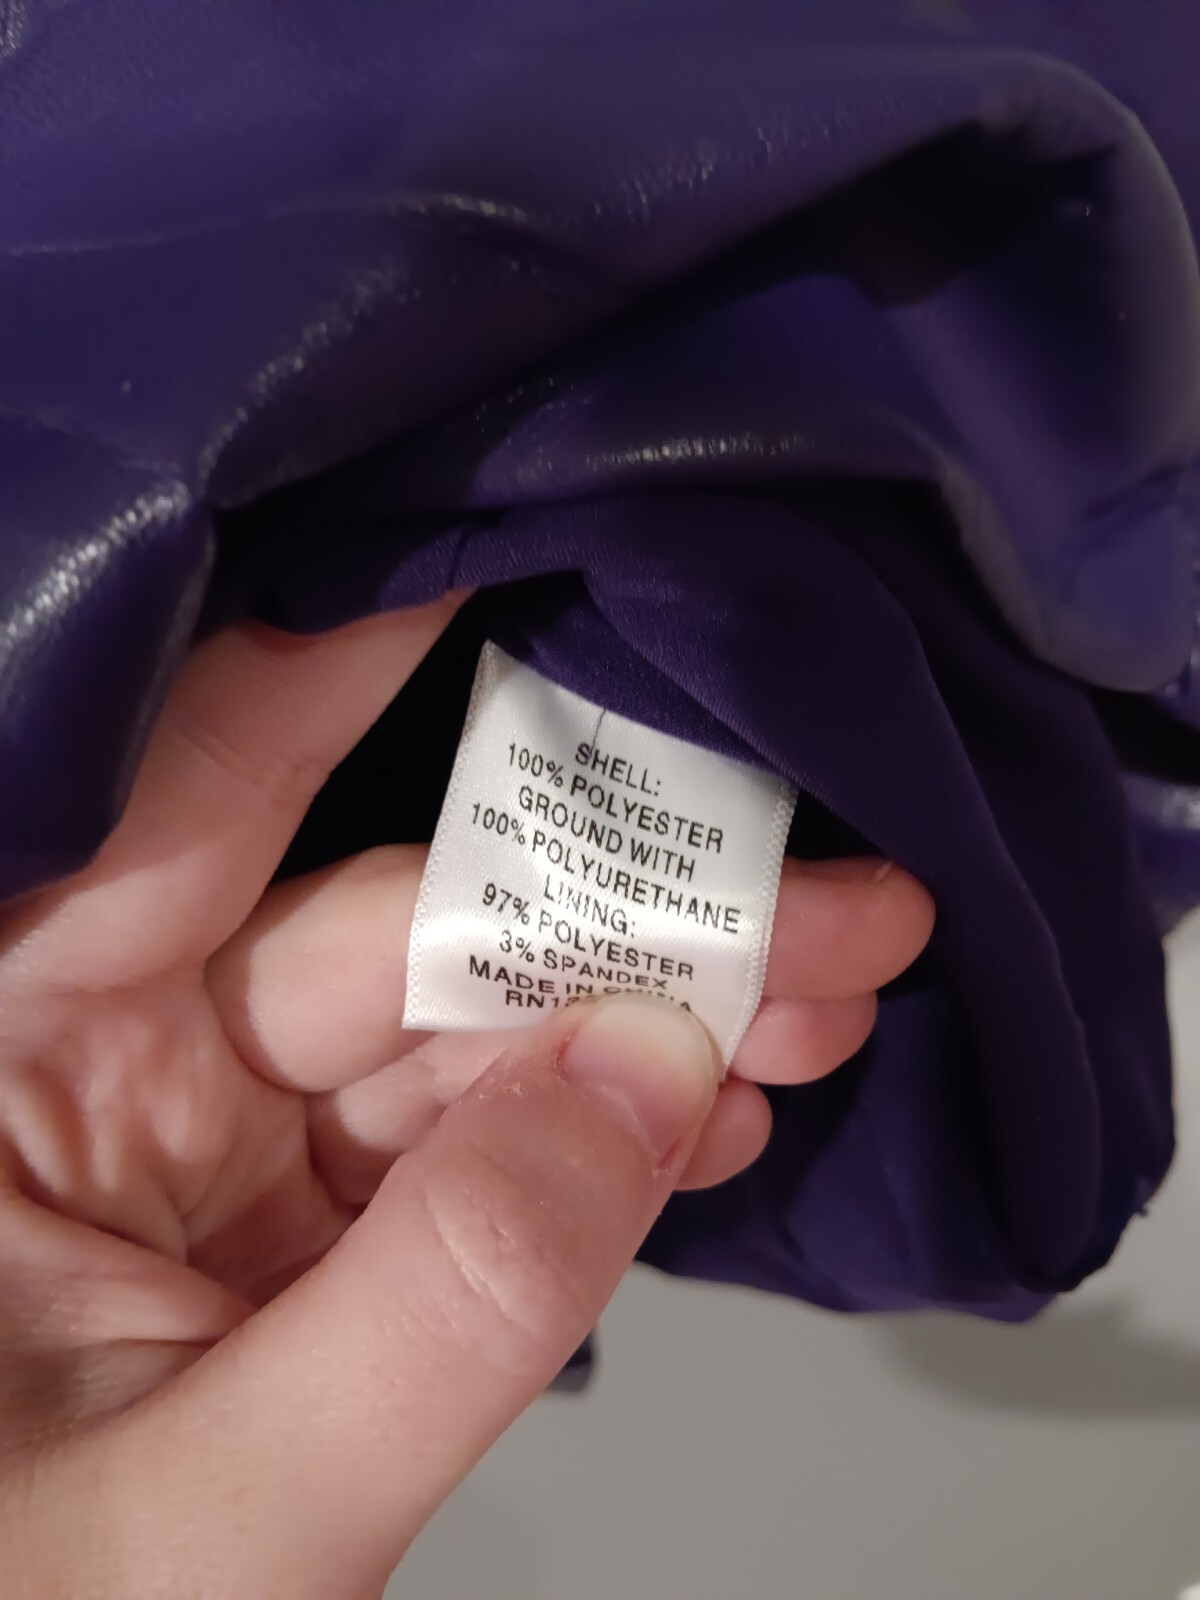 SHELL:
100% POLYESTER
GROUND WITH
100% POLYURETHANE
LINING:
97% POLYESTER
3% SPANDEX
MADE IN CHINA